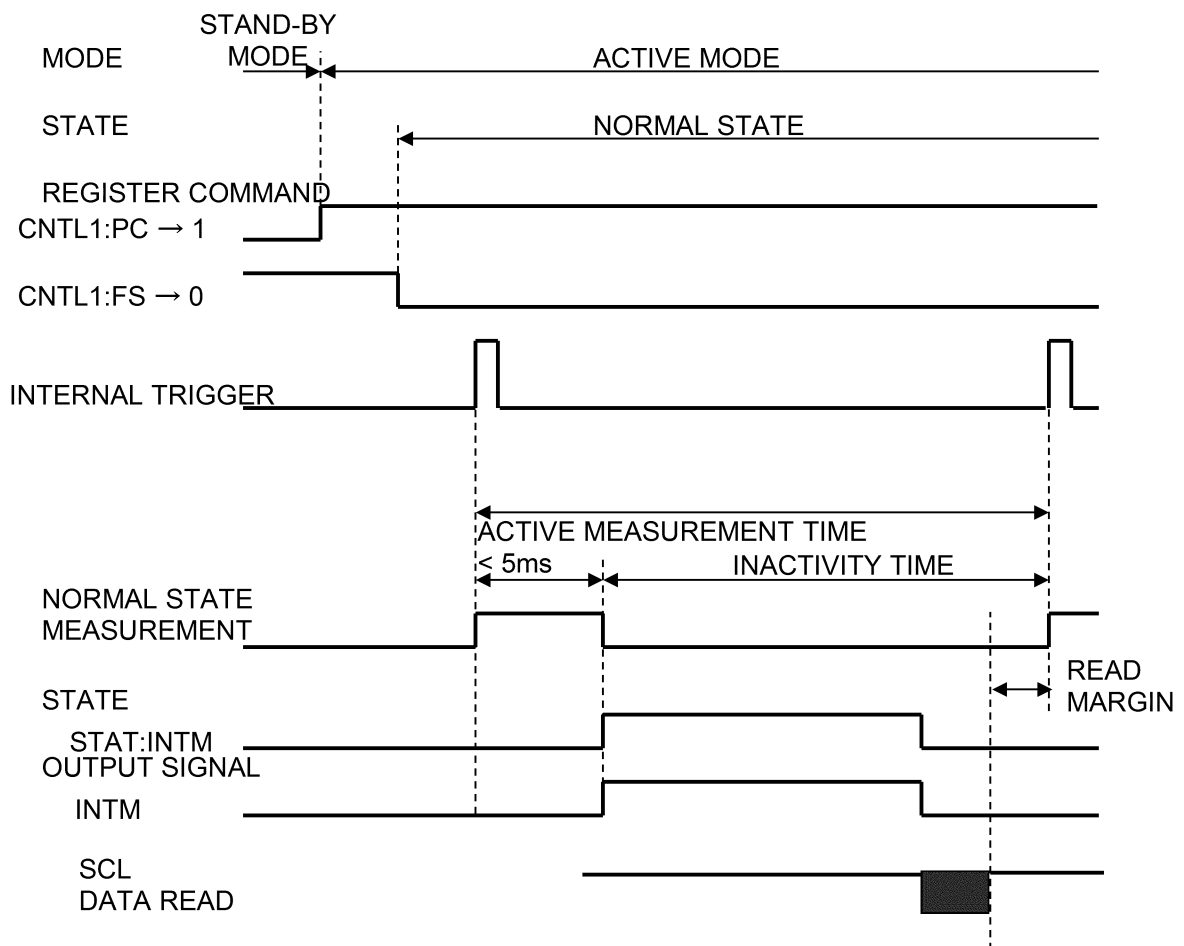 STAND-BY
MODE
MODE
ACTIVE MODE
STATE
NORMAL STATE
REGISTER COMMAND
CNTL1:PC → 1
CNTL1:FS → 0
INTERNAL TRIGGER
ACTIVE MEASUREMENT TIME
< 5ms
INACTIVITY TIME
NORMAL STATE
MEASUREMENT
READ
MARGIN
STATE
STAT:INTM
OUTPUT SIGNAL
INTM
SCL
DATA READ